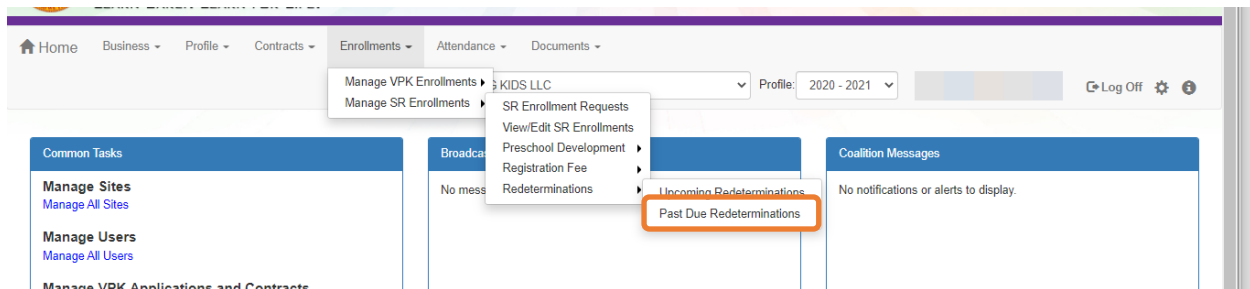 Home Business Profile Contracts Enrollments Attendance Documents
Manage VPK Enrollments
G KIDS LLC
Profile: 2020 - 2021
Log Off
Manage SR Enrollments
SR Enrollment Requests
View/Edit SR Enrollments
Preschool Development
Registration Fee
Redeterminations
Upcoming Redeterminations
Past Due Redeterminations
Common Tasks
Manage Sites
Manage All Sites
Manage Users
Manage All Users
Manage VPK Applications and Contracts
Broadcas
No mess
Coalition Messages
No notifications or alerts to display.